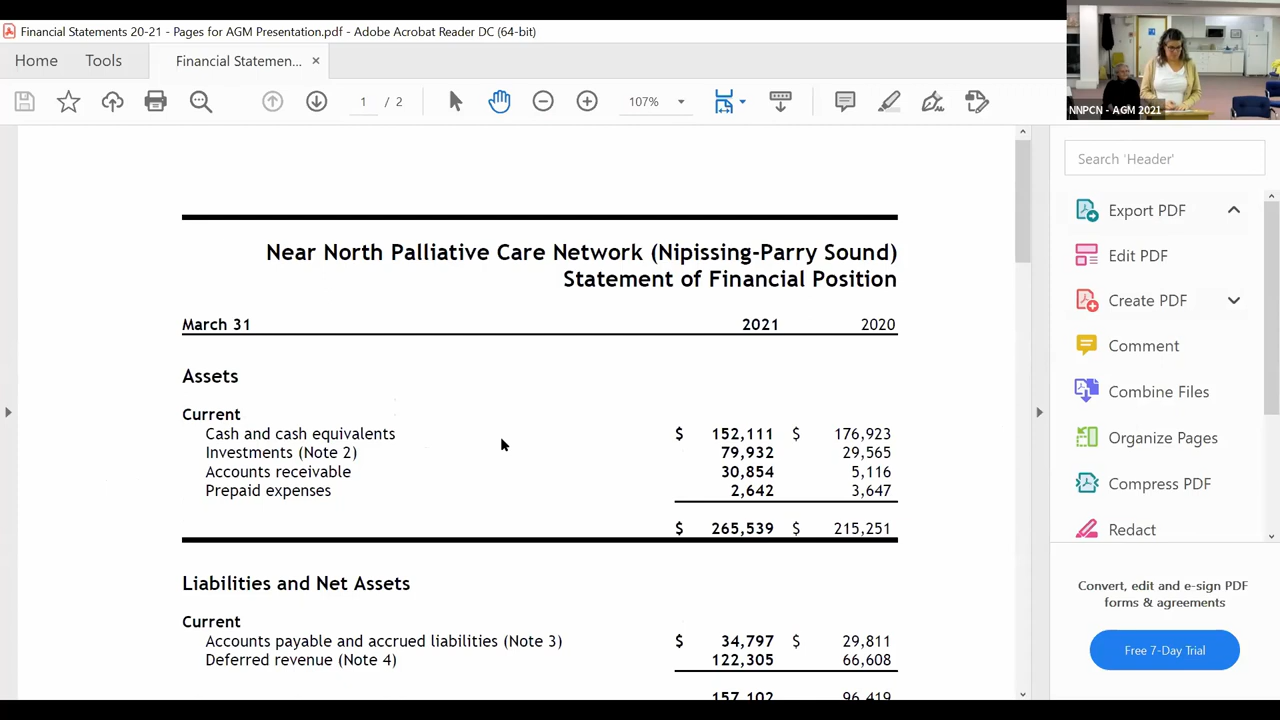 Financial Statements 20-21 - Pages for AGM Presentation.pdf - Adobe Acrobat Reader DC (64-bit)
Home Tools Financial Statemen... ×
1 / 2 107%
NNPCN - AGM 2021
Search 'Header'
Near North Palliative Care Network (Nipissing-Parry Sound)
Statement of Financial Position
March 31 2021 2020
Assets
Current
Cash and cash equivalents $ 152,111 $ 176,923
Investments (Note 2) 79,932 29,565
Accounts receivable 30,854 5,116
Prepaid expenses 2,642 3,647
$ 265,539 $ 215,251
Liabilities and Net Assets
Current
Accounts payable and accrued liabilities (Note 3) $ 34,797 $ 29,811
Deferred revenue (Note 4) 122,305 66,608
157,102 96,419
Export PDF
Edit PDF
Create PDF
Comment
Combine Files
Organize Pages
Compress PDF
Redact
Convert, edit and e-sign PDF
forms & agreements
Free 7-Day Trial